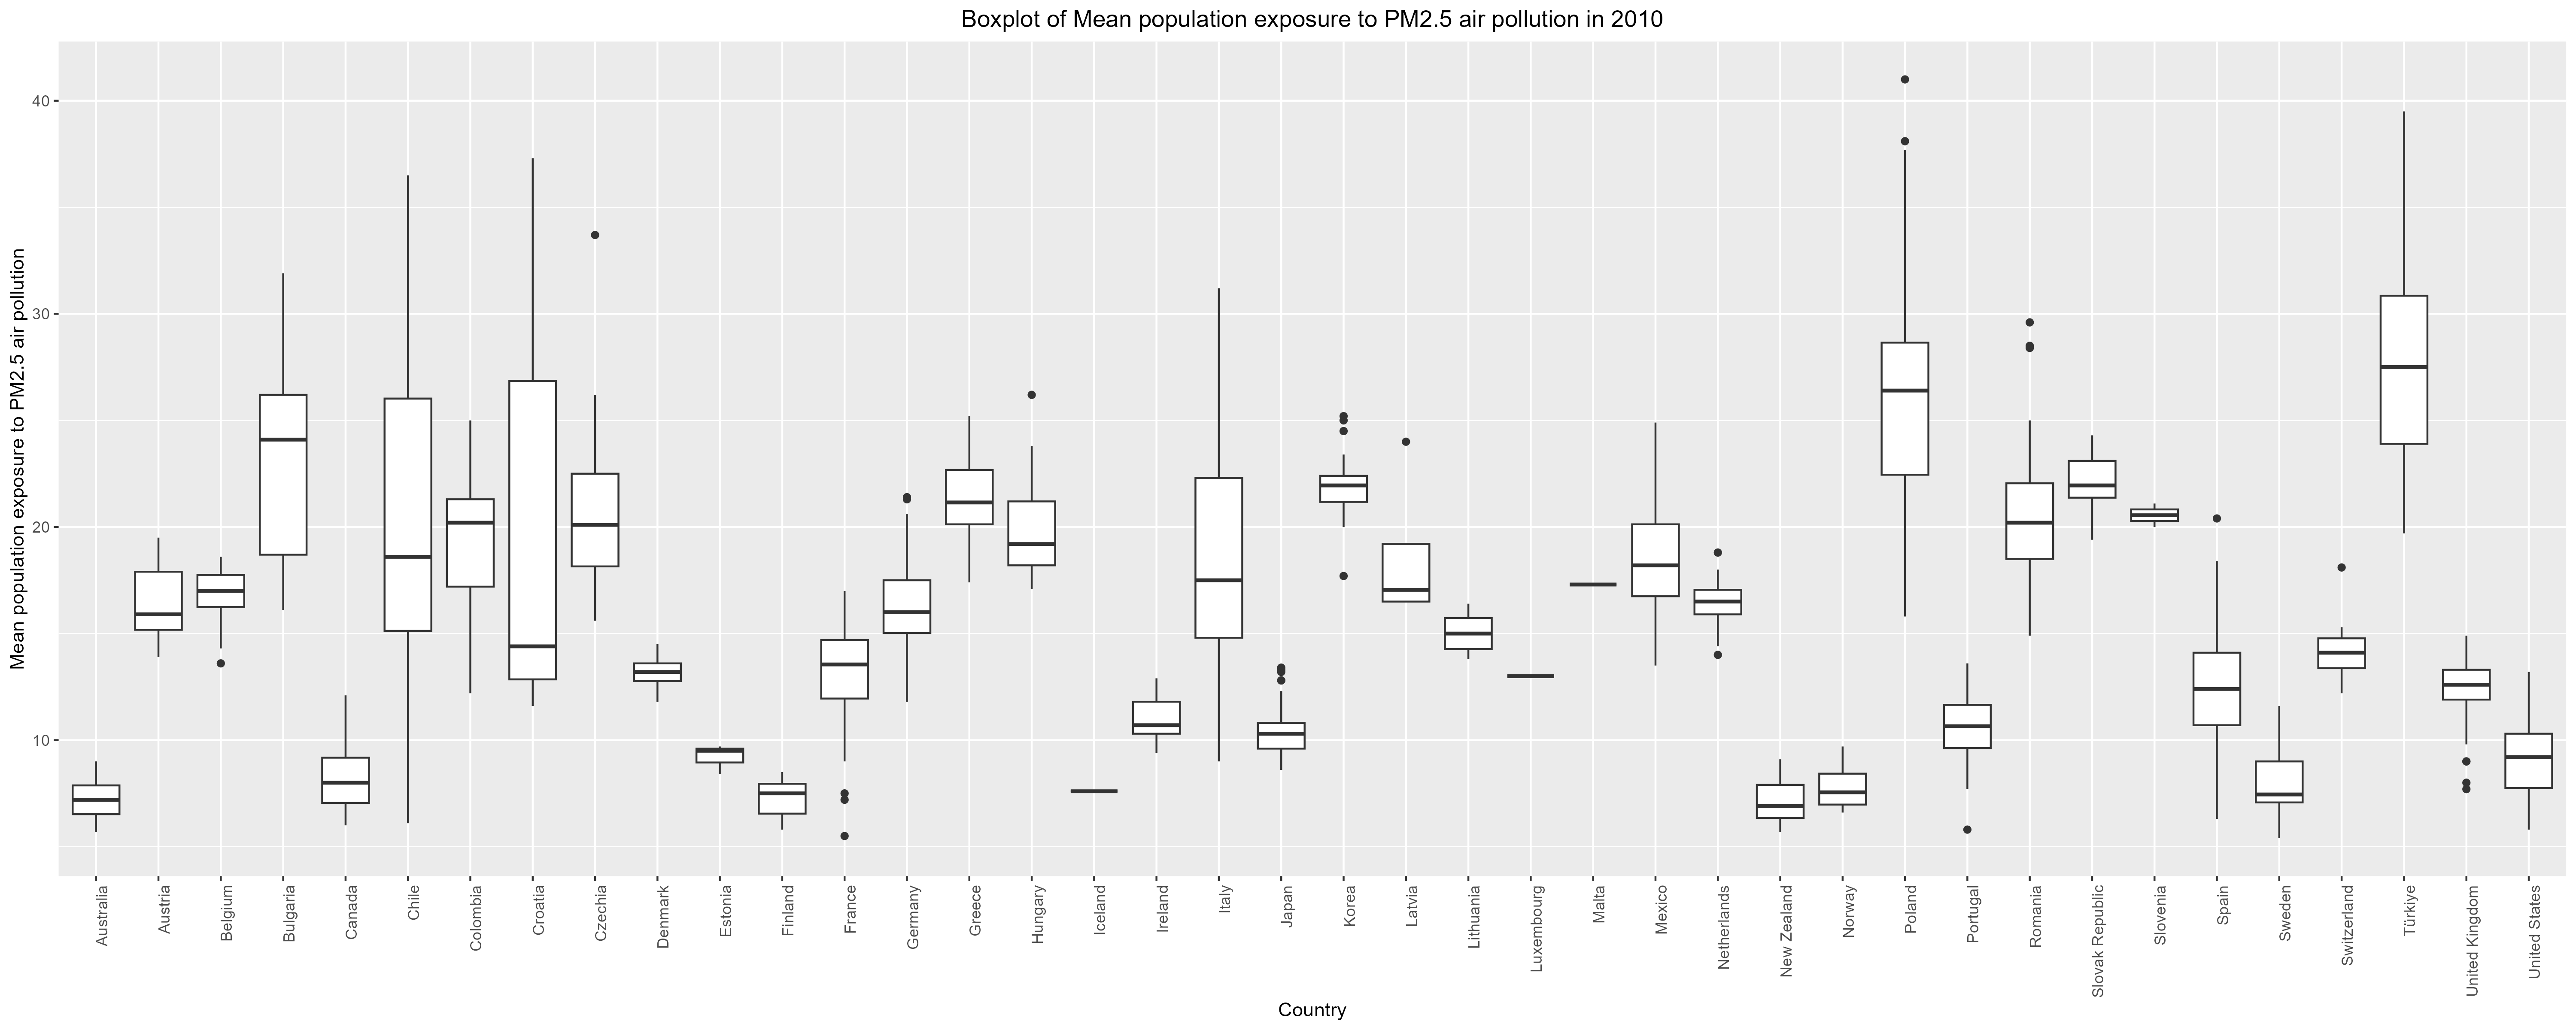 Boxplot of Mean population exposure to PM2.5 air pollution in 2010
Mean population exposure to PM2.5 air pollution
40
30
20
10
Australia
Austria
Belgium
Bulgaria
Canada
Chile
Colombia
Croatia
Czechia
Denmark
Estonia
Finland
France
Germany
Greece
Hungary
Iceland
Ireland
Italy
Japan
Korea
Latvia
Lithuania
Luxembourg
Malta
Mexico
Netherlands
New Zealand
Norway
Poland
Portugal
Romania
Slovak Republic
Slovenia
Spain
Sweden
Switzerland
Türkiye
United Kingdom
United States
Country